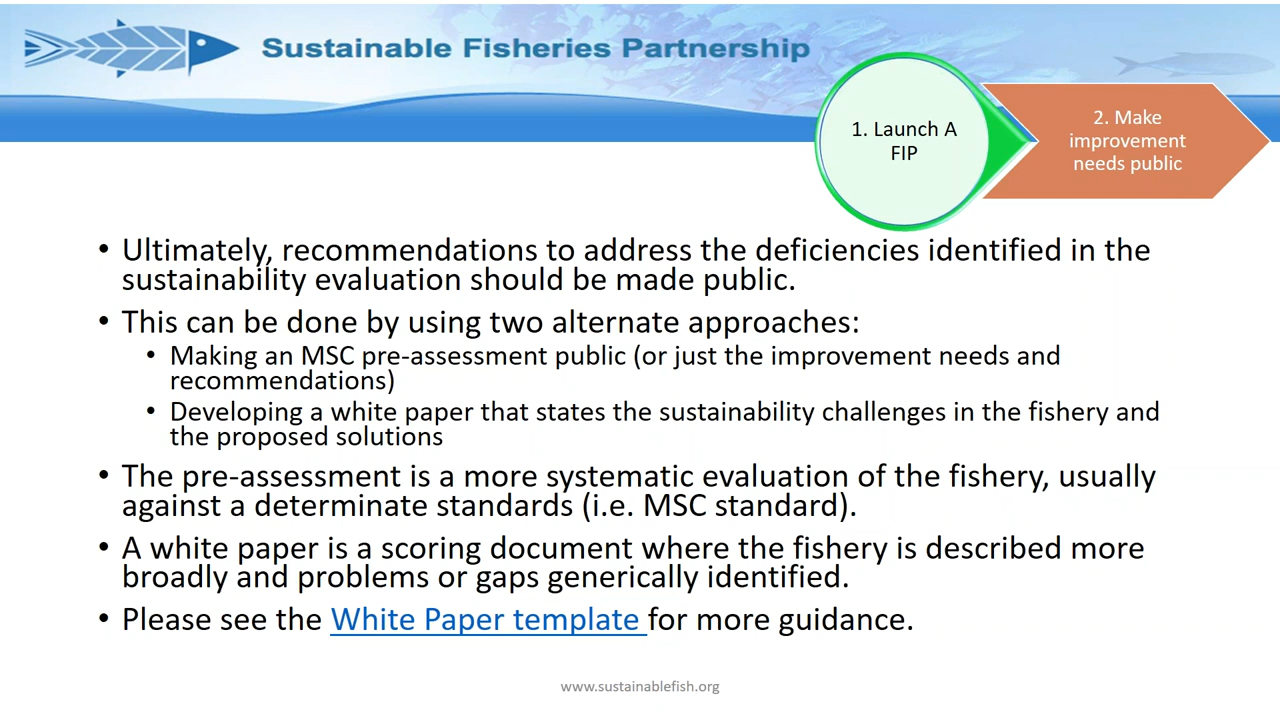 Sustainable Fisheries Partnership
1. Launch A
FIP
2. Make
improvement
needs public
• Ultimately, recommendations to address the deficiencies identified in the
sustainability evaluation should be made public.
• This can be done by using two alternate approaches:
• Making an MSC pre-assessment public (or just the improvement needs and
recommendations)
• Developing a white paper that states the sustainability challenges in the fishery and
the proposed solutions
• The pre-assessment is a more systematic evaluation of the fishery, usually
against a determinate standards (i.e. MSC standard).
• A white paper is a scoring document where the fishery is described more
broadly and problems or gaps generically identified.
• Please see the White Paper template for more guidance.
www.sustainablefish.org